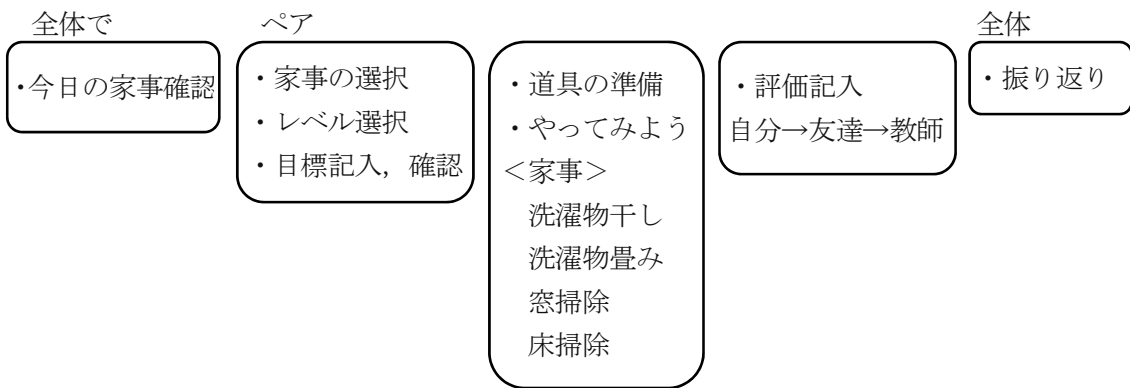 全体で
・今日の家事確認
ペア
・家事の選択
・レベル選択
・目標記入，確認
・道具の準備
・やってみよう
＜家事＞
洗濯物干し
洗濯物畳み
窓掃除
床掃除
・評価記入
自分→友達→教師
全体
・振り返り